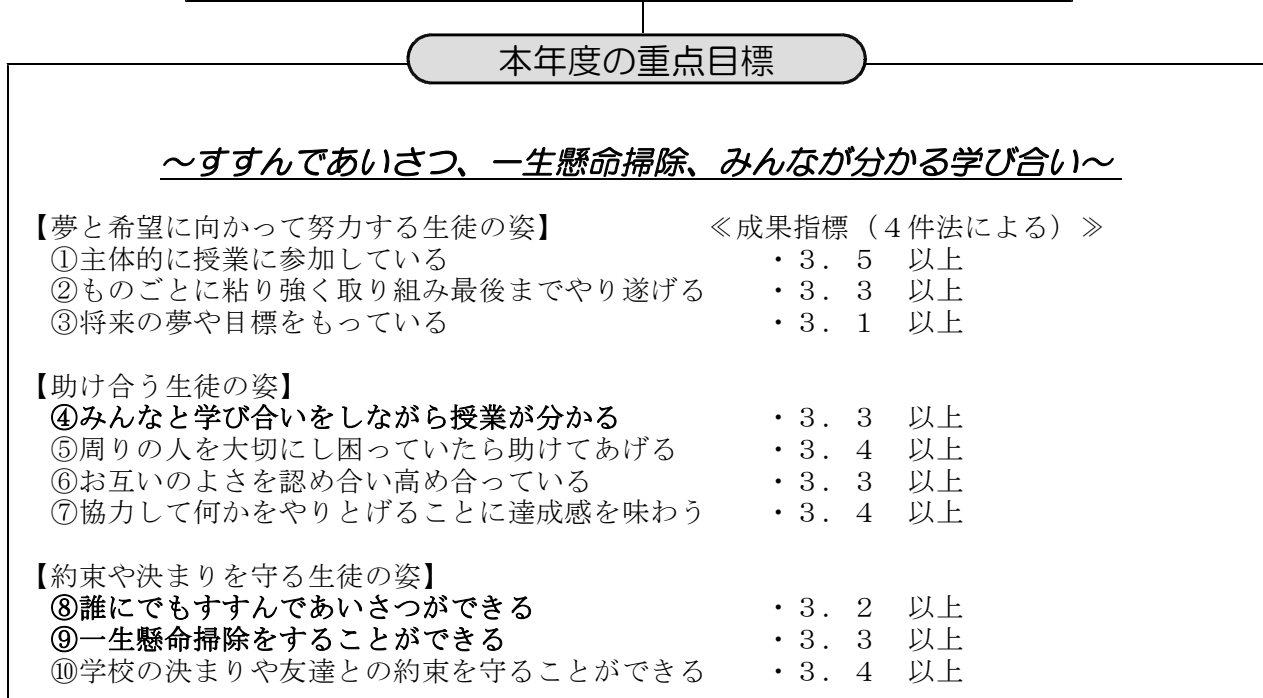 本年度の重点目標
～すすんであいさつ、一生懸命掃除、みんなが分かる学び合い～
【夢と希望に向かって努力する生徒の姿】　≪成果指標（４件法による）≫
①主体的に授業に参加している　・３．５　以上
②ものごとに粘り強く取り組み最後までやり遂げる　・３．３　以上
③将来の夢や目標をもっている　・３．１　以上
【助け合う生徒の姿】
④みんなと学び合いをしながら授業が分かる　・３．３　以上
⑤周りの人を大切にし困っていたら助けてあげる　・３．４　以上
⑥お互いのよさを認め合い高め合っている　・３．３　以上
⑦協力して何かをやりとげることに達成感を味わう　・３．４　以上
【約束や決まりを守る生徒の姿】
⑧誰にでもすすんであいさつができる　・３．２　以上
⑨一生懸命掃除をすることができる　・３．３　以上
⑩学校の決まりや友達との約束を守ることができる　・３．４　以上